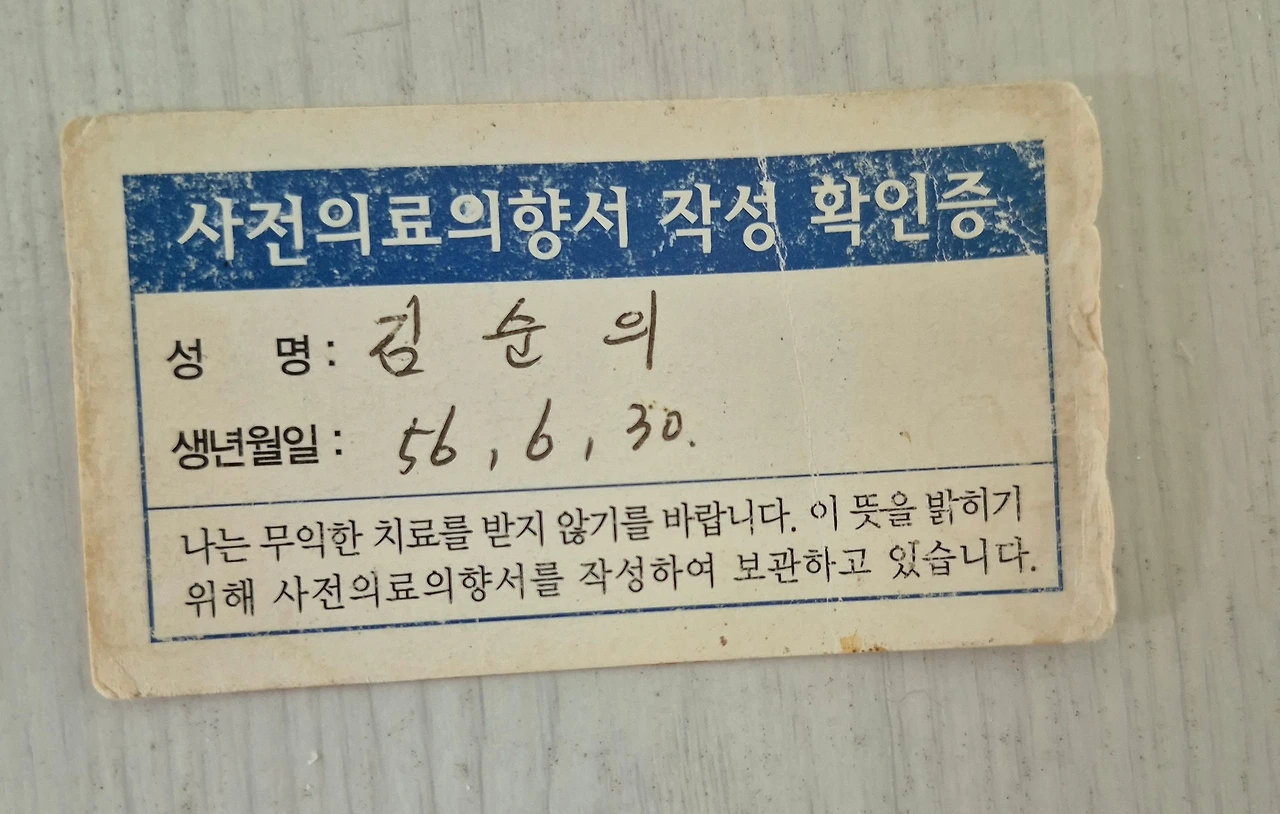 사전의료의향서 작성 확인증
성 명 : 김 순 의
생년월일 : 56, 6, 30.
나는 무익한 치료를 받지 않기를 바랍니다. 이 뜻을 밝히기
위해 사전의료의향서를 작성하여 보관하고 있습니다.